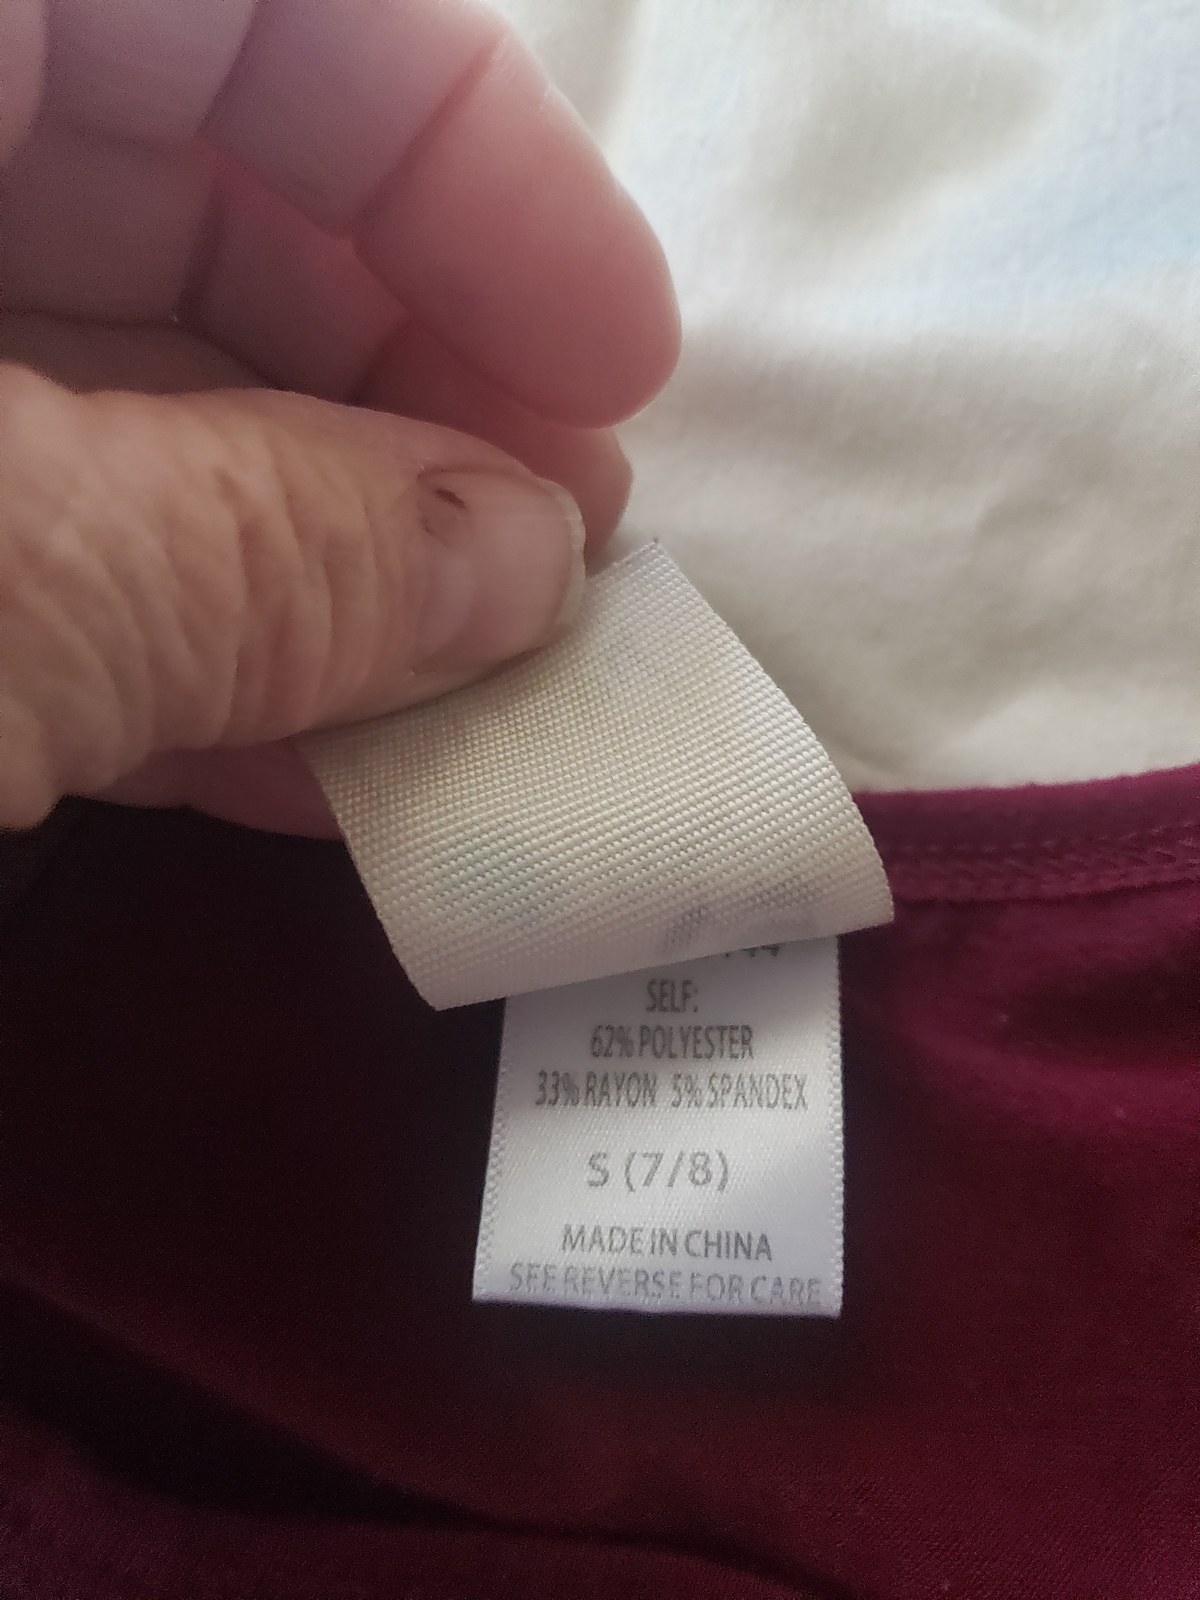 SELF:
62% POLYESTER
33% RAYON 5% SPANDEX
S (7/8)
MADE IN CHINA
SEE REVERSE FOR CARE